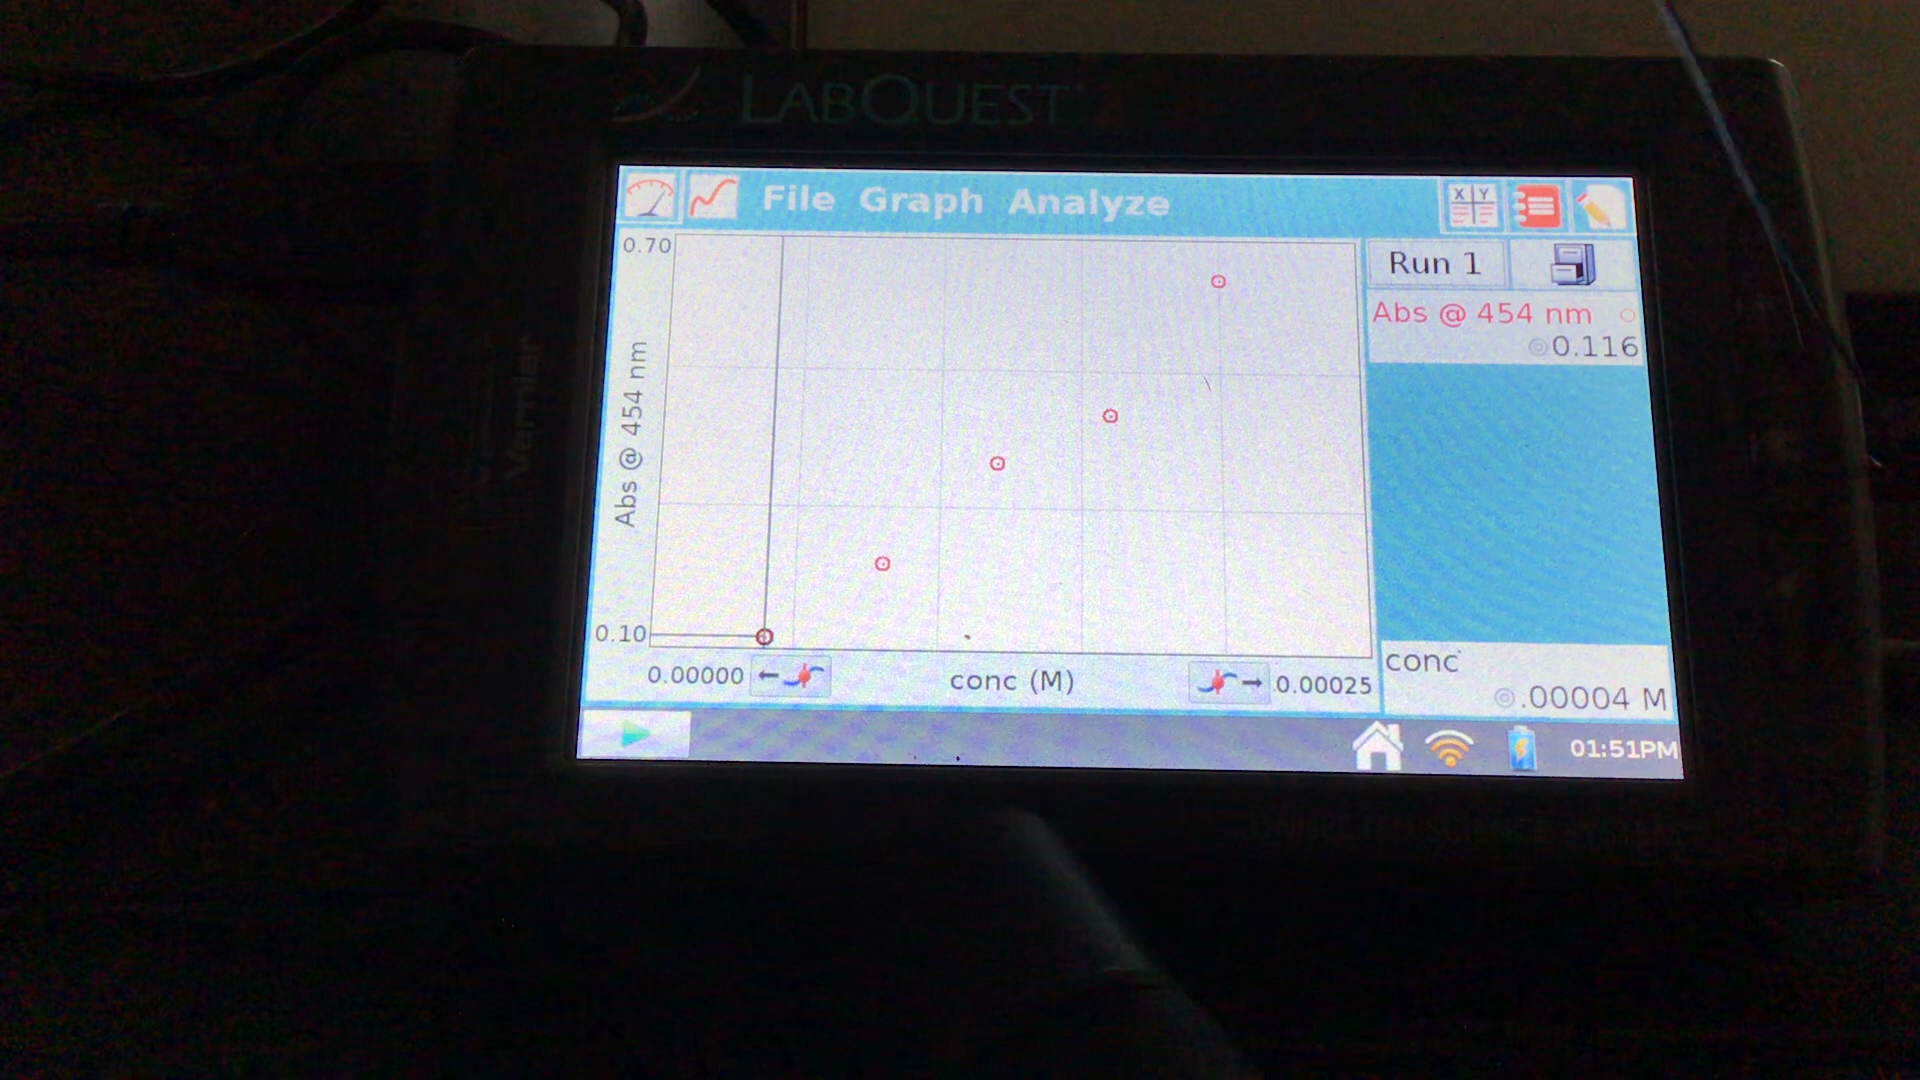 LABQUEST
File Graph Analyze
X Y
0.70
Run 1
Abs @ 454 nm
0.116
Abs @ 454 nm
Vernier
0.10
0.00000
conc (M)
0.00025
conc
.00004 M
01:51PM